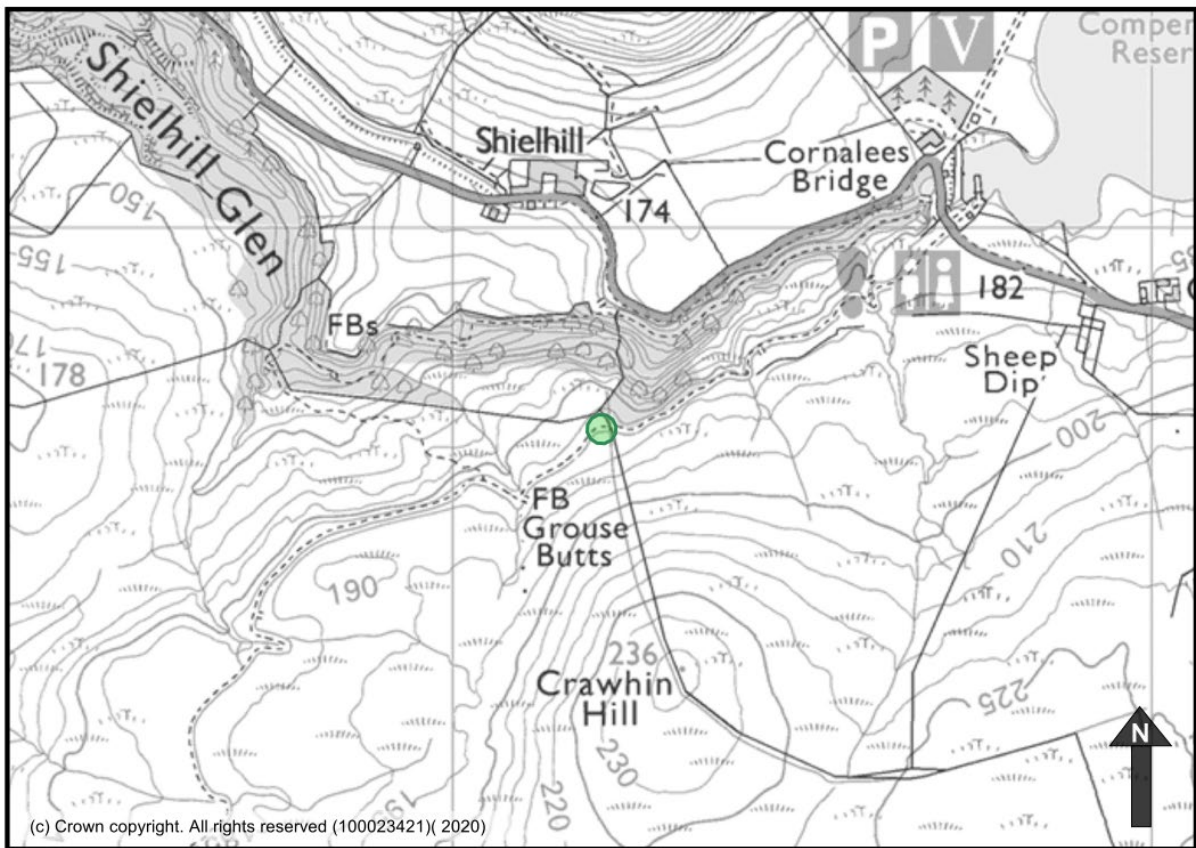 P V
Compen
Reser
Shielhill Glen
Shielhill
Cornalees
Bridge
150
174
155
182
FBs
178
Sheep
Dip
200
FB
Grouse
Butts
210
190
236
Crawhin
Hill
225
230
220
N
(c) Crown copyright. All rights reserved (100023421)( 2020)